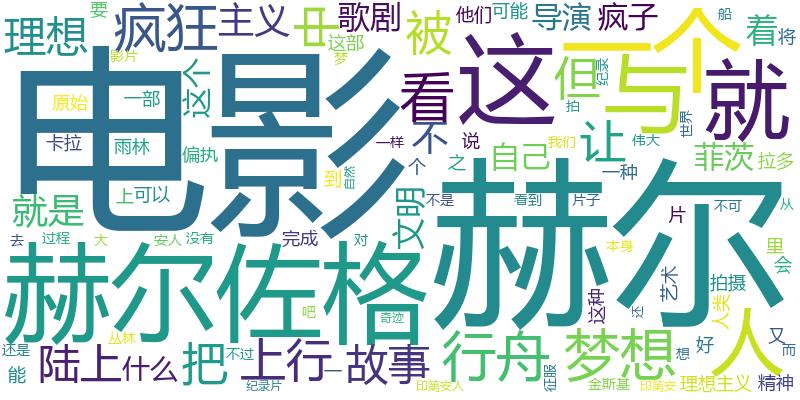 理想
要
疯狂
影片
主义
毋
这部
梦
歌剧
被
他们
可能
导演
船
疯子
着
将
一个
电影
这个
原始
一部
卡拉
雨林
偏执
上
可以
到
自然
看
这
不
一样
说
个
之
但
与
纪录
拍
让
我们
伟大
世界
就
菲茨
拉多
自己
一种
就是
去
过程
大
安人
没有
完成
对
文明
不是
看到
片子
片
不可
从
赫尔佐格
赫尔
本身
里
会
艺术
拍摄
人类
这种
还
人
好
又
而
丛林
吧
奇迹
还是
能
陆上
什么
把
不过
纪录片
上行
一
故事
行舟
印第安人
梦想
征服
想
金斯基
印第安
理想主义
精神